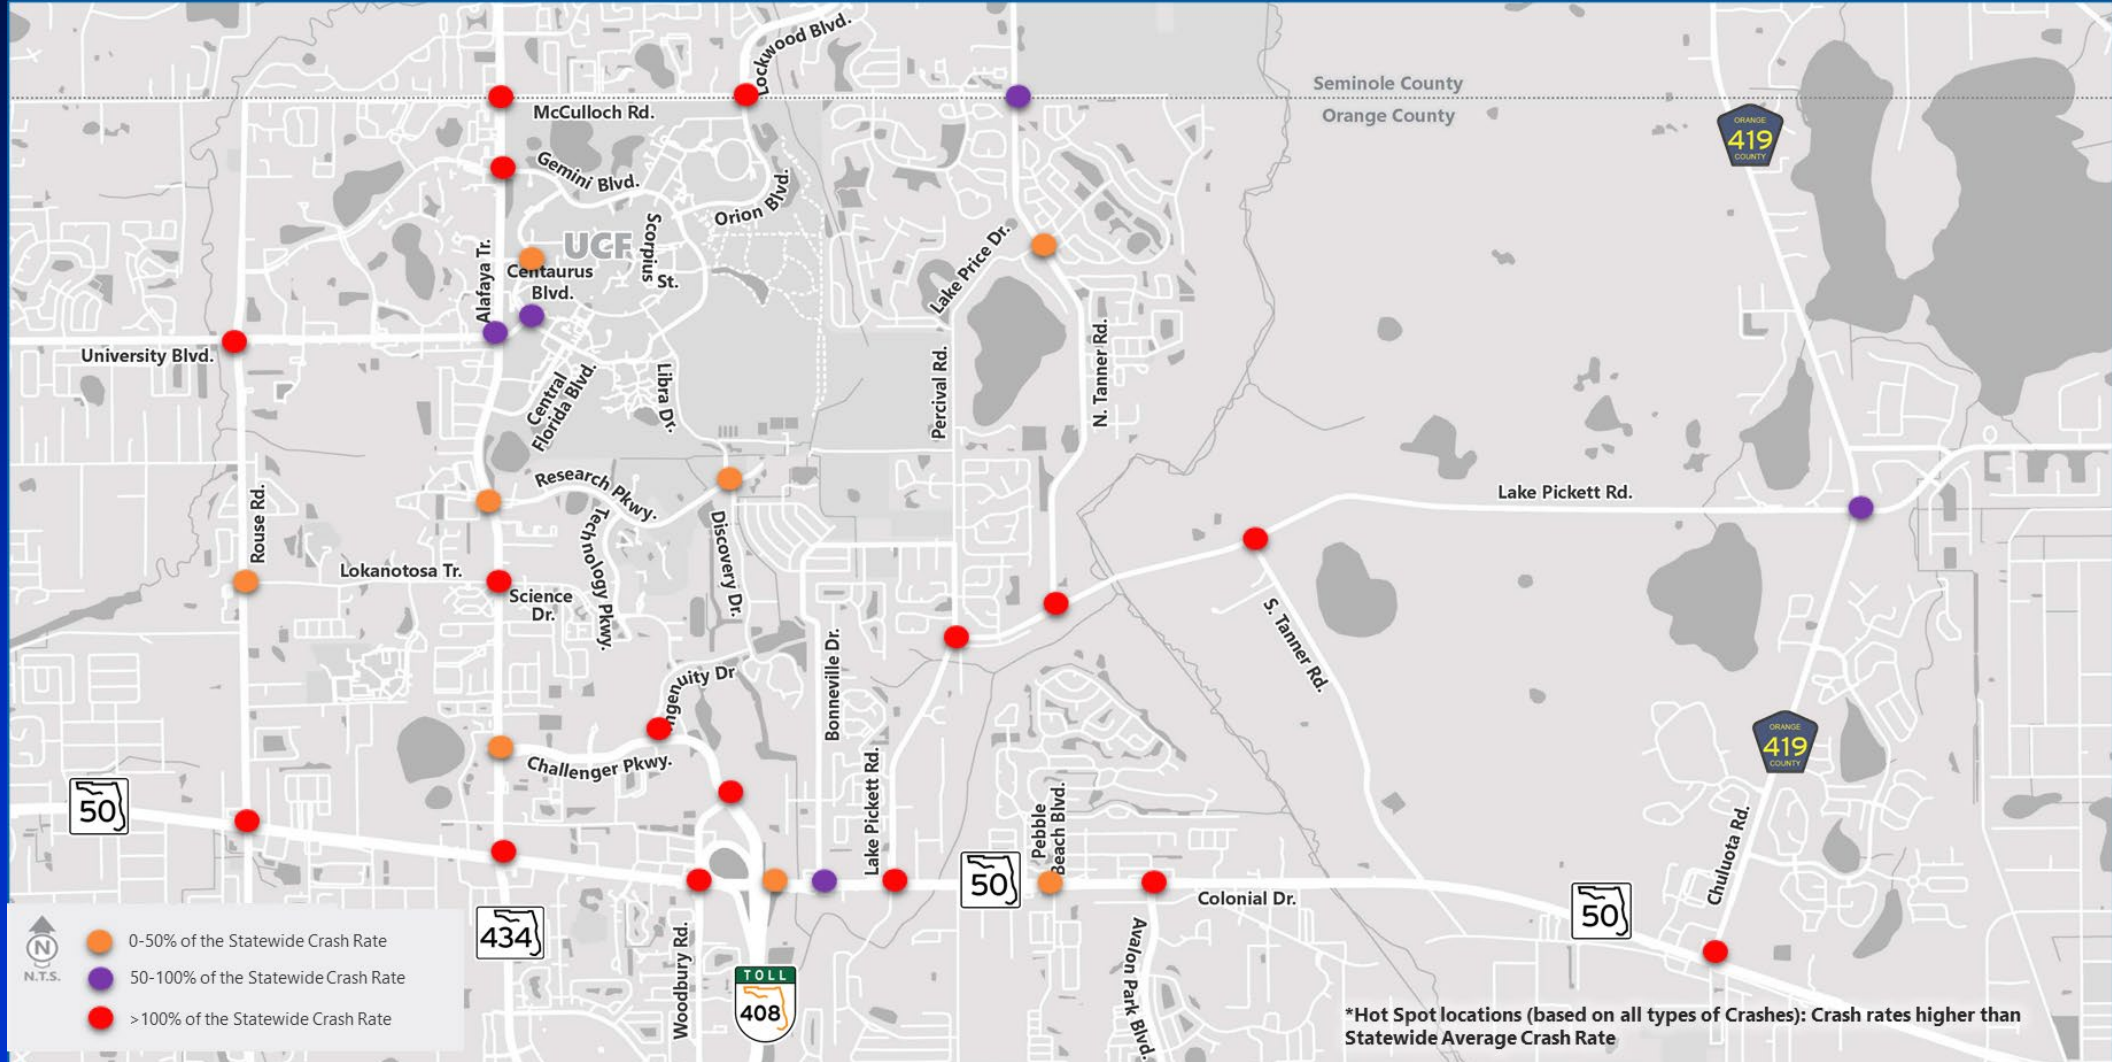 Lockwood Blvd.
Seminole County
McCulloch Rd.
Orange County
ORANGE
419
COUNTY
Gemini Blvd.
Orion Blvd.
Scorpius
St.
UCF
Alafaya Tr.
Centaurus
Blvd.
Lake Price Dr.
University Blvd.
Central
Florida Blvd.
Libra Dr.
Percival Rd.
N. Tanner Rd.
Research Pkwy.
Lake Pickett Rd.
Rouse Rd.
Technology Pkwy.
Discovery Dr.
Lokanotosa Tr.
Science
Dr.
S. Tanner Rd.
Bonneville Dr.
Ingenuity Dr
ORANGE
419
COUNTY
Challenger Pkwy.
50
Lake Pickett Rd.
Pebble
Beach Blvd.
Chuluota Rd.
50
Colonial Dr.
50
434
Woodbury Rd.
Avalon Park Blvd.
TOLL
408
N
N.T.S.
0-50% of the Statewide Crash Rate
50-100% of the Statewide Crash Rate
>100% of the Statewide Crash Rate
*Hot Spot locations (based on all types of Crashes): Crash rates higher than
Statewide Average Crash Rate